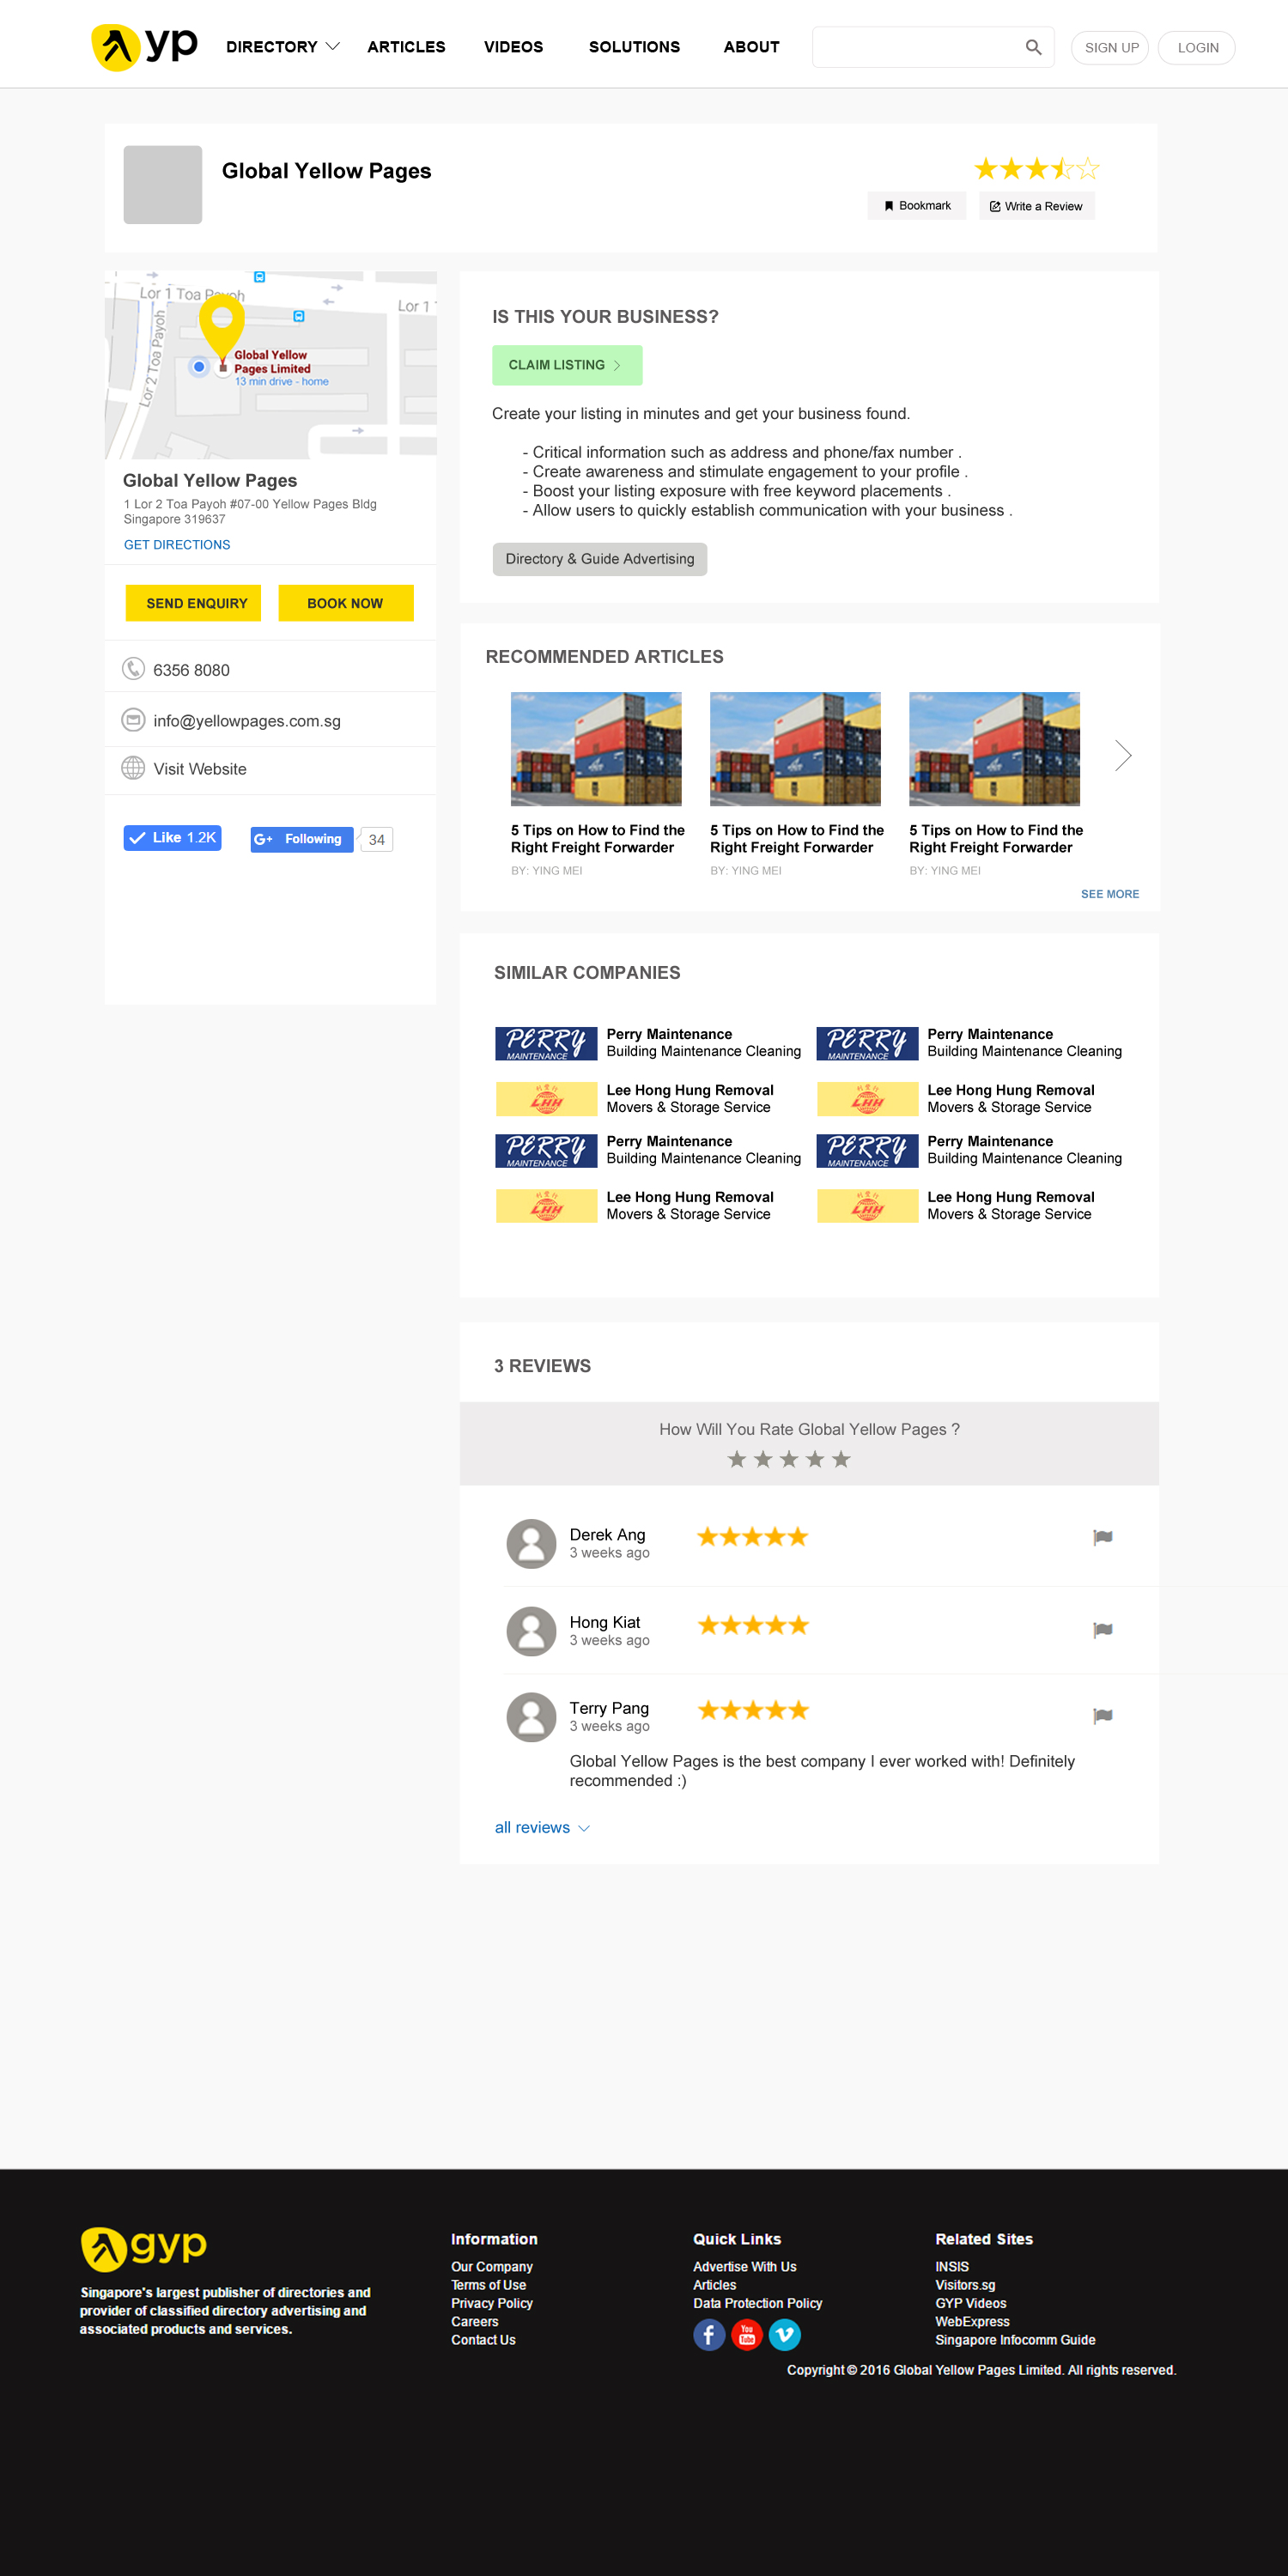 yp
DIRECTORY
ARTICLES
VIDEOS
SOLUTIONS
ABOUT
SIGN UP
LOGIN
Global Yellow Pages
Bookmark
Write a Review
Lor 1 Toa Payoh
Lor 1
Lor 2 Toa Payoh
Global Yellow
Pages Limited
13 min drive - home
Global Yellow Pages
1 Lor 2 Toa Payoh #07-00 Yellow Pages Bldg
Singapore 319637
GET DIRECTIONS
SEND ENQUIRY
BOOK NOW
6356 8080
info@yellowpages.com.sg
Visit Website
Like 1.2K
G+ Following
34
IS THIS YOUR BUSINESS?
CLAIM LISTING
Create your listing in minutes and get your business found.
- Critical information such as address and phone/fax number .
- Create awareness and stimulate engagement to your profile .
- Boost your listing exposure with free keyword placements .
- Allow users to quickly establish communication with your business .
Directory & Guide Advertising
RECOMMENDED ARTICLES
5 Tips on How to Find the
Right Freight Forwarder
BY: YING MEI
5 Tips on How to Find the
Right Freight Forwarder
BY: YING MEI
5 Tips on How to Find the
Right Freight Forwarder
BY: YING MEI
SEE MORE
SIMILAR COMPANIES
PERRY
MAINTENANCE
Perry Maintenance
Building Maintenance Cleaning
PERRY
MAINTENANCE
Perry Maintenance
Building Maintenance Cleaning
LHH
Lee Hong Hung Removal
Movers & Storage Service
LHH
Lee Hong Hung Removal
Movers & Storage Service
PERRY
MAINTENANCE
Perry Maintenance
Building Maintenance Cleaning
PERRY
MAINTENANCE
Perry Maintenance
Building Maintenance Cleaning
LHH
Lee Hong Hung Removal
Movers & Storage Service
LHH
Lee Hong Hung Removal
Movers & Storage Service
3 REVIEWS
How Will You Rate Global Yellow Pages ?
Derek Ang
3 weeks ago
Hong Kiat
3 weeks ago
Terry Pang
3 weeks ago
Global Yellow Pages is the best company I ever worked with! Definitely
recommended :)
all reviews
gyp
Singapore's largest publisher of directories and
provider of classified directory advertising and
associated products and services.
Information
Our Company
Terms of Use
Privacy Policy
Careers
Contact Us
Quick Links
Advertise With Us
Articles
Data Protection Policy
f
You
Tube
v
Related Sites
INSIS
Visitors.sg
GYP Videos
WebExpress
Singapore Infocomm Guide
Copyright © 2016 Global Yellow Pages Limited. All rights reserved.